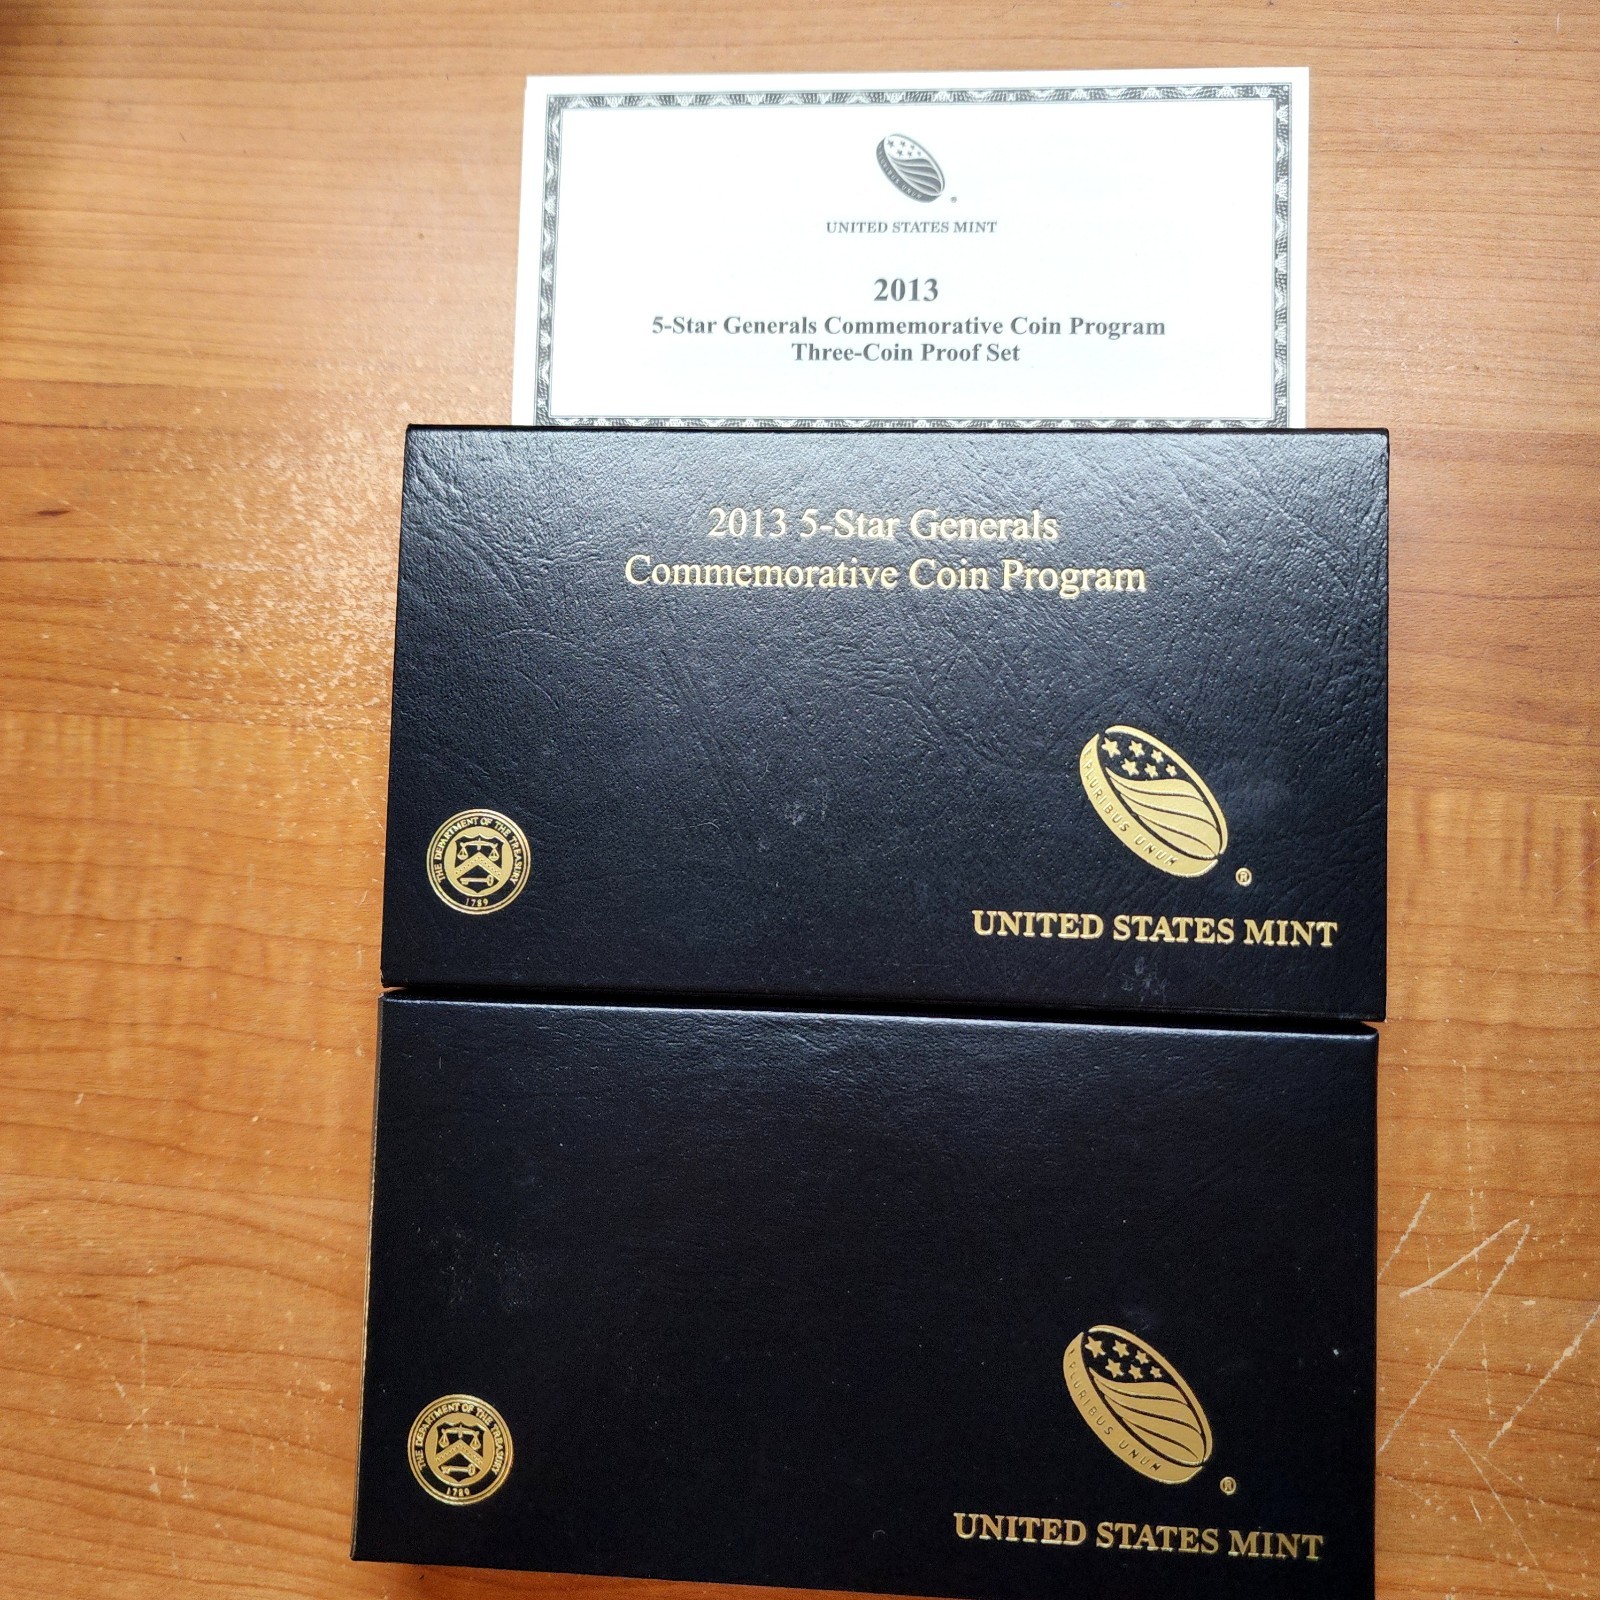 UNITED STATES MINT
2013
5-Star Generals Commemorative Coin Program
Three-Coin Proof Set
2013 5-Star Generals
Commemorative Coin Program
PLURIBUS UNUM
®
THE DEPARTMENT OF THE TREASURY
1789
UNITED STATES MINT
PLURIBUS UNUM
®
THE DEPARTMENT OF THE TREASURY
1789
UNITED STATES MINT